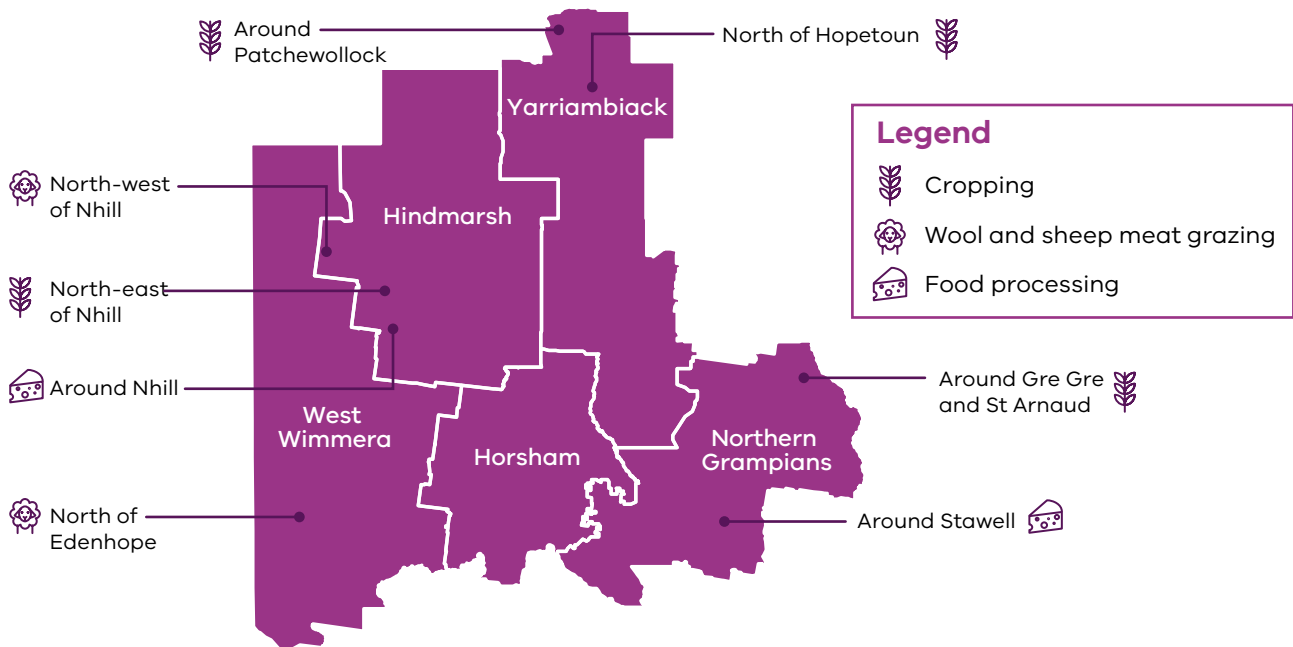 Around
Patchewollock
North of Hopetoun
Yarriambiack
Legend
Cropping
Wool and sheep meat grazing
Food processing
North-west
of Nhill
Hindmarsh
North-east
of Nhill
Around Nhill
West
Wimmera
Horsham
Northern
Grampians
Around Gre Gre
and St Arnaud
North of
Edenhope
Around Stawell